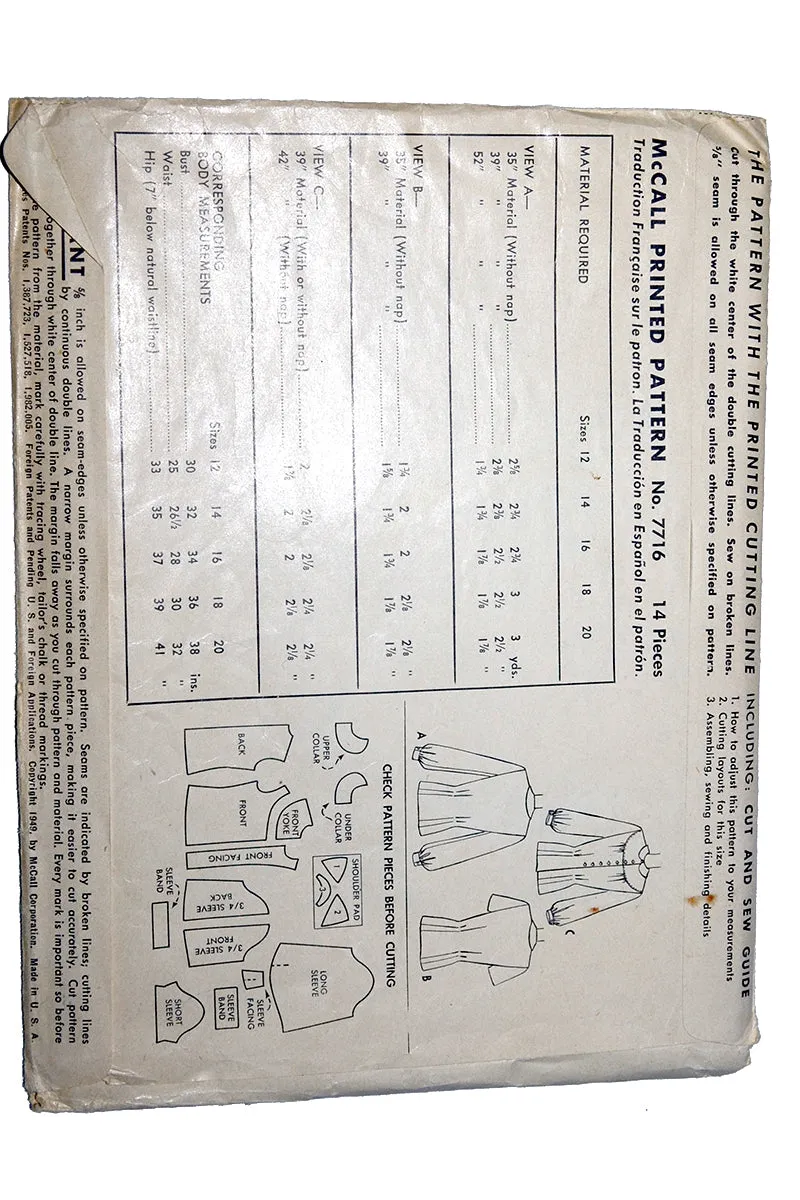 THE PATTERN WITH THE PRINTED CUTTING LINE
Cut through the white center of the double cutting lines. Sew on broken lines.
⅝" seam is allowed on all seam edges unless otherwise specified on pattern.
INCLUDING: CUT AND SEW GUIDE
1. How to adjust this pattern to your measurements
2. Cutting layouts for this size
3. Assembling, sewing and finishing details
McCALL PRINTED PATTERN No. 7716 14 Pieces
Traduction Française sur le patron. La Traducción en Español en el patrón.
MATERIAL REQUIRED Sizes 12 14 16 18 20
VIEW A—
35" Material (Without nap) 2⅝ 2¾ 2¾ 3 3 yds.
39" " " 2⅜ 2⅜ 2½ 2½ 2½ "
52" " " 1¾ 1¾ 1⅞ 1⅞ 1⅞ "
VIEW B—
35" Material (Without nap) 1¾ 2 2 2⅛ 2⅛ "
39" " " 1⅝ 1¾ 1¾ 1⅞ 1⅞ "
VIEW C—
39" Material (With or without nap) 2 2⅛ 2⅛ 2¼ 2¼ "
42" " (Without nap) 1⅞ 2 2 2⅛ 2⅛ "
CORRESPONDING
BODY MEASUREMENTS Sizes 12 14 16 18 20
Bust 30 32 34 36 38 ins.
Waist 25 26½ 28 30 32 "
Hip (7" below natural waistline) 33 35 37 39 41 "
A
C
B
CHECK PATTERN PIECES BEFORE CUTTING
UPPER
COLLAR
UNDER
COLLAR
SHOULDER PAD
1
2
3
BACK
FRONT
FRONT
YOKE
FRONT FACING
3/4 SLEEVE
BACK
3/4 SLEEVE
FRONT
SLEEVE
BAND
LONG
SLEEVE
SLEEVE
FACING
SLEEVE
BAND
SHORT
SLEEVE
ANT ⅝ inch is allowed on seam-edges unless otherwise specified on pattern. Seams are indicated by broken lines; cutting lines
by continuous double lines. A narrow margin surrounds each pattern piece, making it easier to cut accurately. Cut pattern
ogether through white center of double line. The margin falls away as you cut through pattern and material. Every mark is important so before
e pattern from the material, mark carefully with tracing wheel, tailor's chalk or thread markings.
es Patents Nos. 1,387,723, 1,527,518, 1,982,005. Foreign Patents and Pending U. S. and Foreign Applications. Copyright 1949, by McCall Corporation. Made in U. S. A.